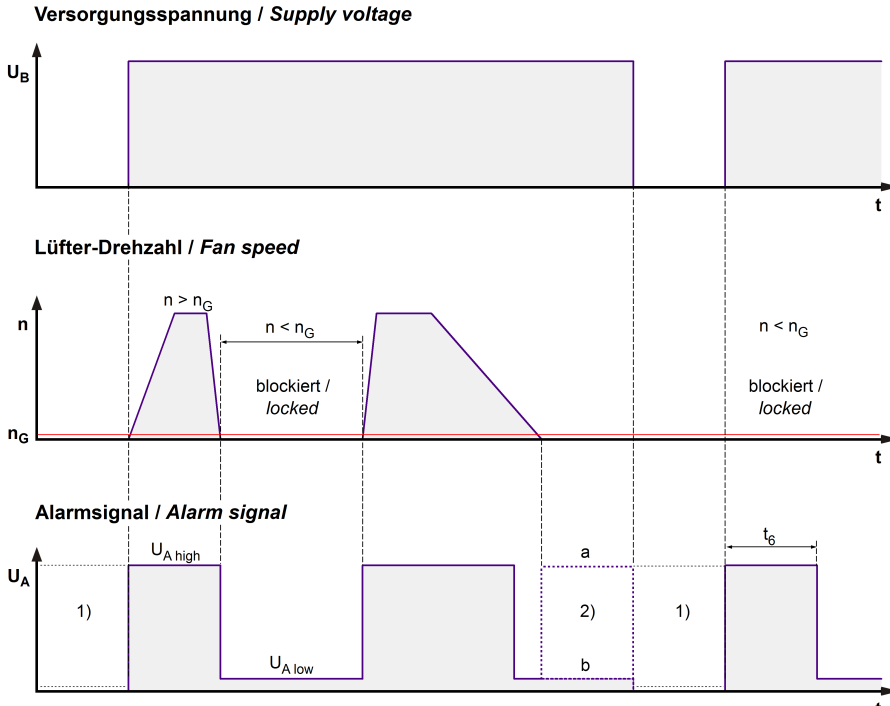 Versorgungsspannung / Supply voltage
U_B
t
Lüfter-Drehzahl / Fan speed
n > n_G
n
n < n_G
n < n_G
blockiert /
locked
blockiert /
locked
n_G
t
Alarmsignal / Alarm signal
U_A high
a
t_6
U_A
1)
2)
1)
U_A low
b
t